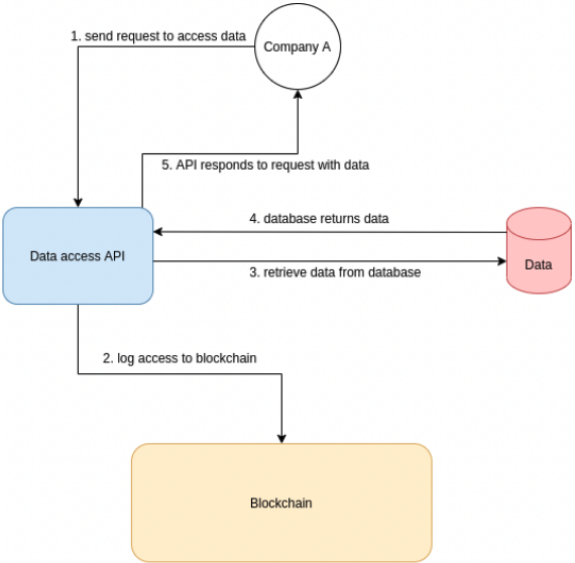 1. send request to access data
Company A
5. API responds to request with data
4. database returns data
Data access API
Data
3. retrieve data from database
2. log access to blockchain
Blockchain